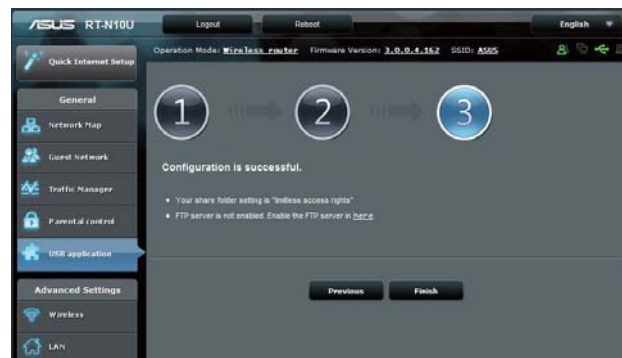 ASUS RT-N10U
Logout
Reboot
English
Operation Mode: Wireless router Firmware Version: 3.0.0.4.162 SSID: ASUS
Quick Internet Setup
General
Network Map
Guest Network
Traffic Manager
Parental control
USB application
Advanced Settings
Wireless
LAN
1
2
3
Configuration is successful.
Your share folder setting is "limitless access rights"
FTP server is not enabled. Enable the FTP server in here.
Previous
Finish